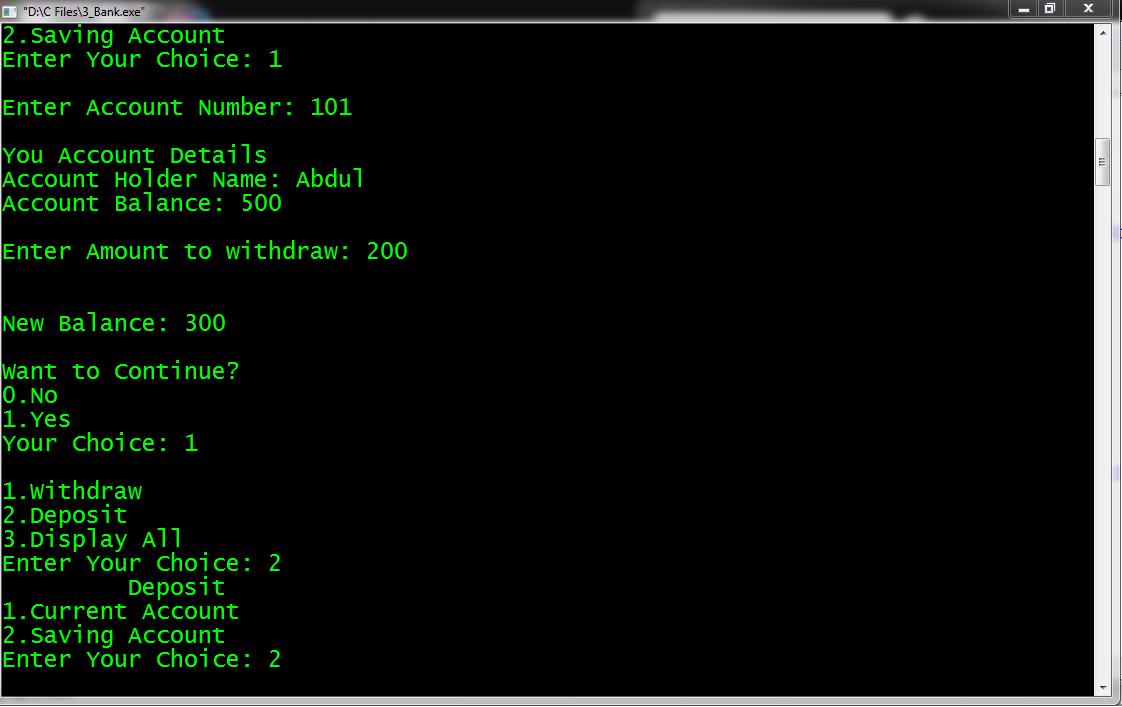 "D:\C Files\3_Bank.exe"
2.Saving Account
Enter Your Choice: 1
Enter Account Number: 101
You Account Details
Account Holder Name: Abdul
Account Balance: 500
Enter Amount to withdraw: 200
New Balance: 300
Want to Continue?
0.No
1.Yes
Your Choice: 1
1.Withdraw
2.Deposit
3.Display All
Enter Your Choice: 2
Deposit
1.Current Account
2.Saving Account
Enter Your Choice: 2